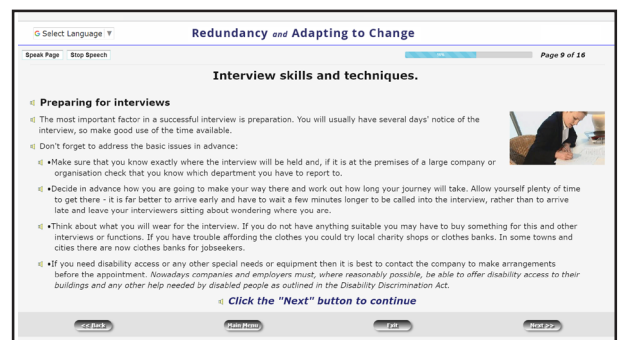 G Select Language ▼
Redundancy and Adapting to Change
Speak Page Stop Speech
Page 9 of 16
Interview skills and techniques.
Preparing for interviews
The most important factor in a successful interview is preparation. You will usually have several days' notice of the
interview, so make good use of the time available.
Don't forget to address the basic issues in advance:
•Make sure that you know exactly where the interview will be held and, if it is at the premises of a large company or
organisation check that you know which department you have to report to.
•Decide in advance how you are going to make your way there and work out how long your journey will take. Allow yourself plenty of time
to get there - it is far better to arrive early and have to wait a few minutes longer to be called into the interview, rather than to arrive
late and leave your interviewers sitting about wondering where you are.
•Think about what you will wear for the interview. If you do not have anything suitable you may have to buy something for this and other
interviews or functions. If you have trouble affording the clothes you could try local charity shops or clothes banks. In some towns and
cities there are now clothes banks for jobseekers.
•If you need disability access or any other special needs or equipment then it is best to contact the company to make arrangements
before the appointment. Nowadays companies and employers must, where reasonably possible, be able to offer disability access to their
buildings and any other help needed by disabled people as outlined in the Disability Discrimination Act.
Click the "Next" button to continue
<< Back Main Menu Exit Next >>